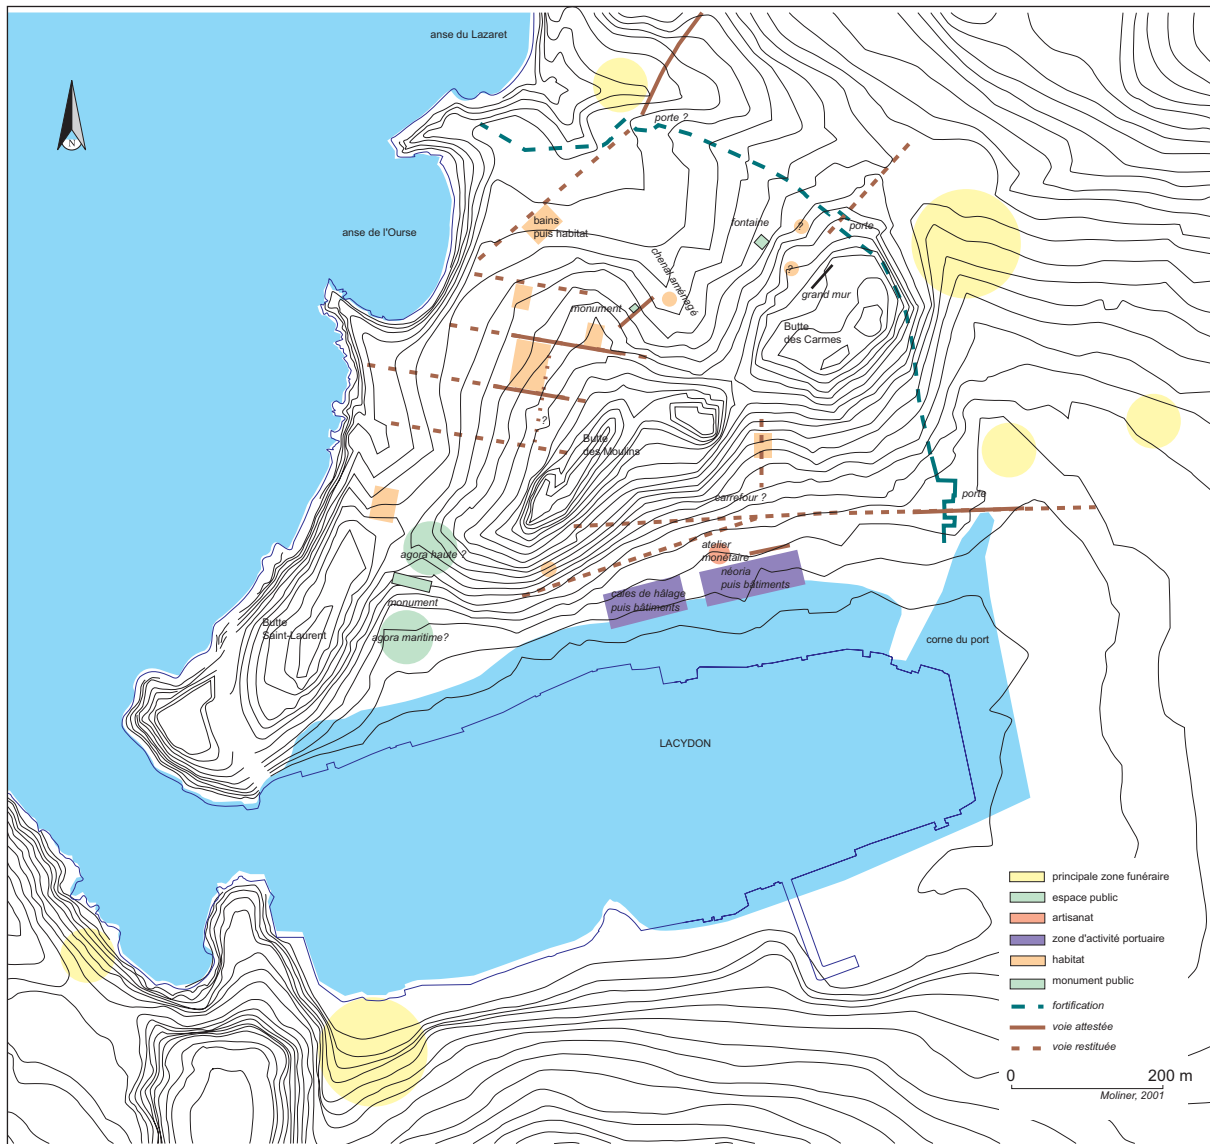 anse du Lazaret
N
porte ?
anse de l'Ourse
bains
puis habitat
fontaine
?
porte
chenal aménagé
?
grand mur
monument
Butte
des Carmes
?
Butte
des Moulins
carrefour ?
porte
agora haute ?
atelier
monétaire
néoria
puis bâtiments
monument
cales de hâlage
puis bâtiments
Butte
Saint-Laurent
agora maritime?
corne du port
LACYDON
principale zone funéraire
espace public
artisanat
zone d'activité portuaire
habitat
monument public
fortification
voie attestée
voie restituée
0 200 m
Moliner, 2001